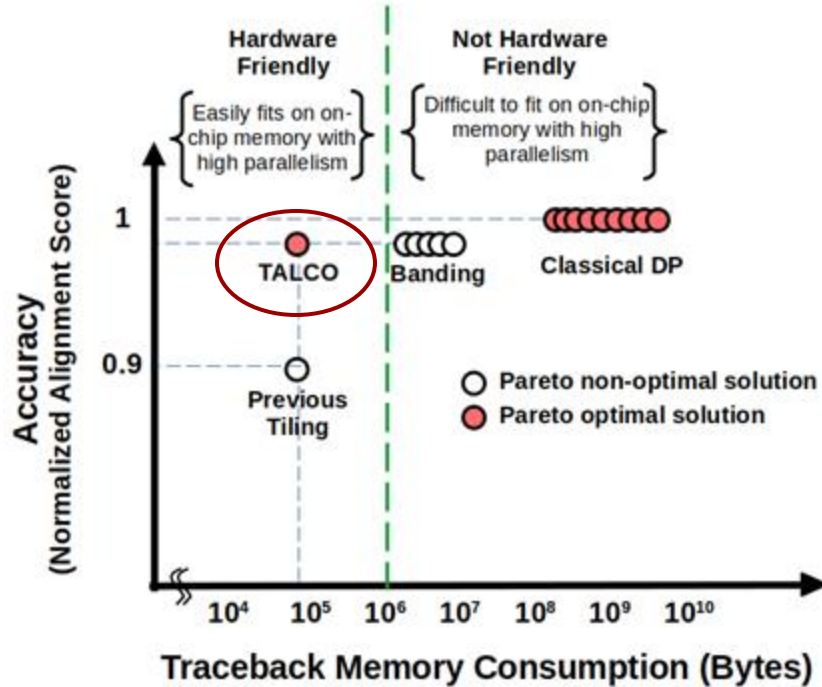 Hardware
Friendly
Not Hardware
Friendly
Easily fits on on-
chip memory with
high parallelism
Difficult to fit on on-chip
memory with high
parallelism
Accuracy
(Normalized Alignment Score)
1
0.9
TALCO
Banding
Classical DP
Previous
Tiling
Pareto non-optimal solution
Pareto optimal solution
10⁴ 10⁵ 10⁶ 10⁷ 10⁸ 10⁹ 10¹⁰
Traceback Memory Consumption (Bytes)